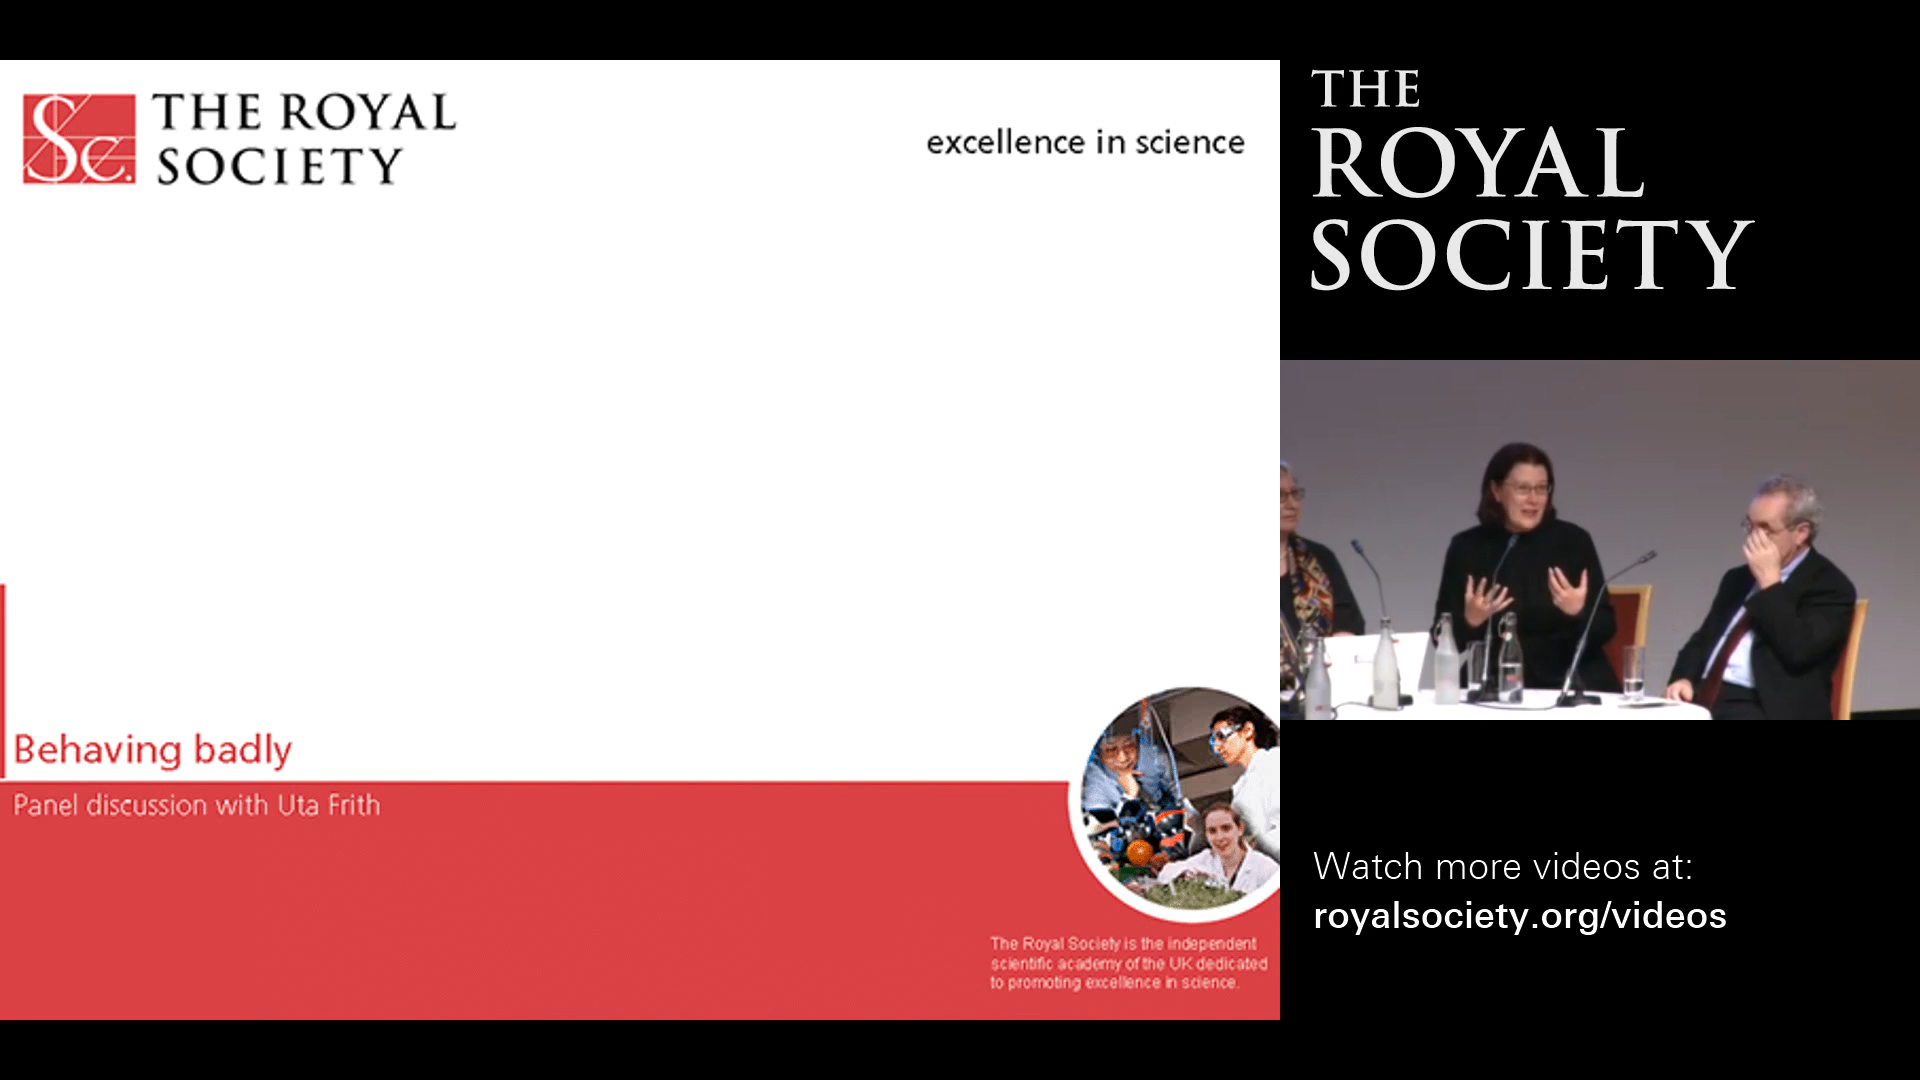 Sc.
THE ROYAL
SOCIETY
excellence in science
Behaving badly
Panel discussion with Uta Frith
The Royal Society is the independent
scientific academy of the UK dedicated
to promoting excellence in science.
THE
ROYAL
SOCIETY
Watch more videos at:
royalsociety.org/videos